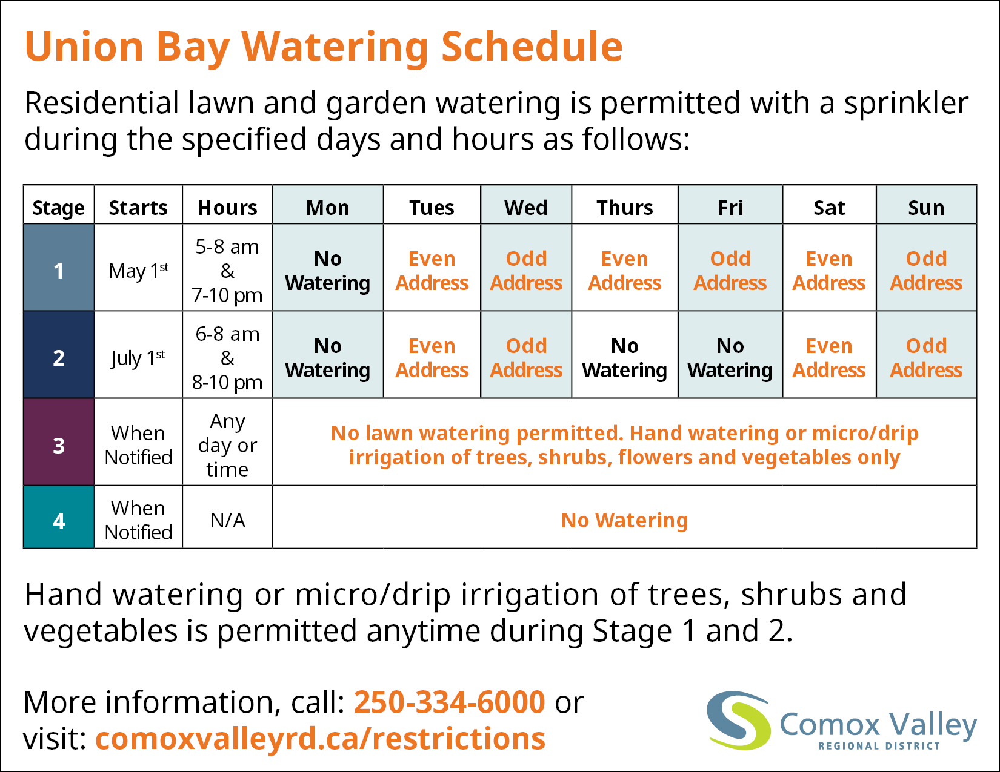 Union Bay Watering Schedule
Residential lawn and garden watering is permitted with a sprinkler
during the specified days and hours as follows:
Stage Starts Hours Mon Tues Wed Thurs Fri Sat Sun
1 May 1st 5-8 am & 7-10 pm No Watering Even Address Odd Address Even Address Odd Address Even Address Odd Address
2 July 1st 6-8 am & 8-10 pm No Watering Even Address Odd Address No Watering No Watering Even Address Odd Address
3 When Notified Any day or time No lawn watering permitted. Hand watering or micro/drip irrigation of trees, shrubs, flowers and vegetables only
4 When Notified N/A No Watering
Hand watering or micro/drip irrigation of trees, shrubs and
vegetables is permitted anytime during Stage 1 and 2.
More information, call: 250-334-6000 or
visit: comoxvalleyrd.ca/restrictions
Comox Valley
REGIONAL DISTRICT